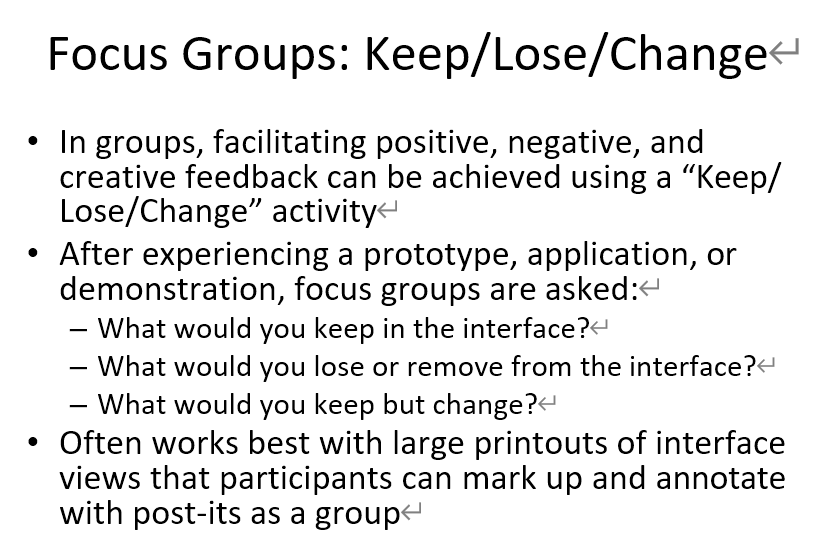 Focus Groups: Keep/Lose/Change↵
• In groups, facilitating positive, negative, and
creative feedback can be achieved using a “Keep/
Lose/Change” activity↵
• After experiencing a prototype, application, or
demonstration, focus groups are asked:↵
– What would you keep in the interface?↵
– What would you lose or remove from the interface?↵
– What would you keep but change?↵
• Often works best with large printouts of interface
views that participants can mark up and annotate
with post-its as a group↵